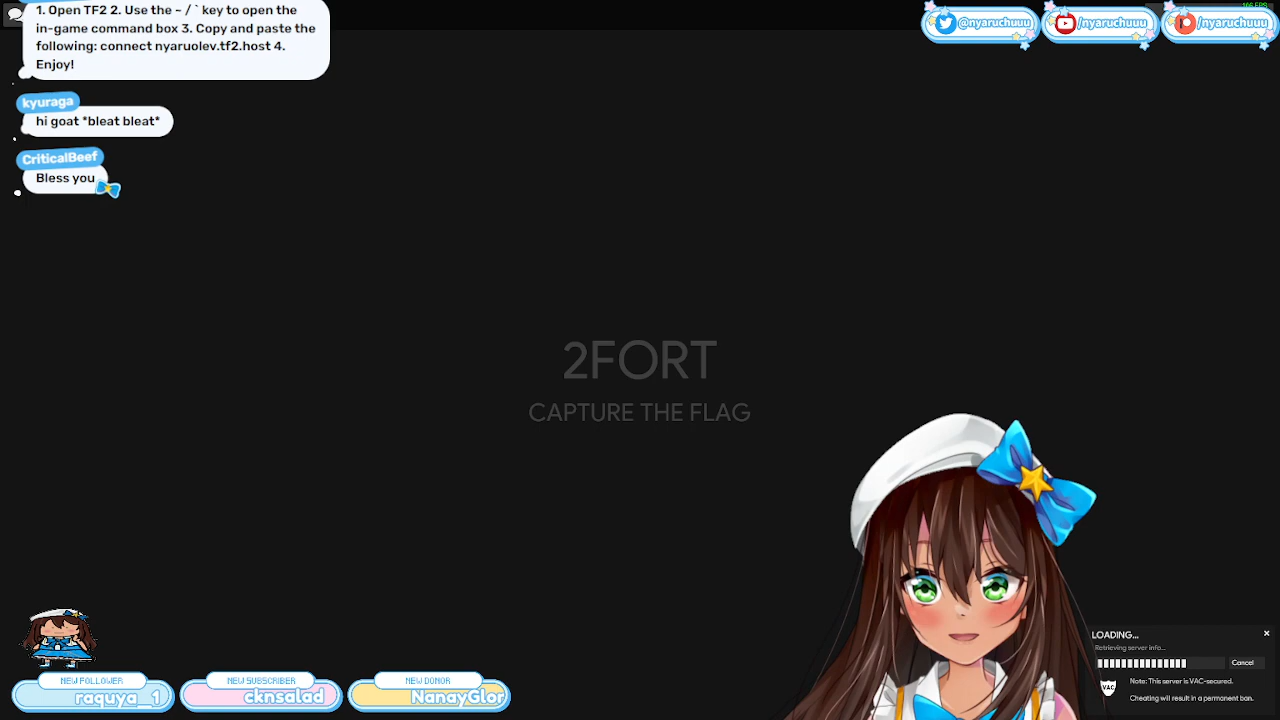 106 FPS
@nyaruchuuu
/nyaruchuuu
/nyaruchuuu
1. Open TF2 2. Use the ~ / ` key to open the
in-game command box 3. Copy and paste the
following: connect nyaruolev.tf2.host 4.
Enjoy!
kyuraga
hi goat *bleat bleat*
CriticalBeef
Bless you
2FORT
CAPTURE THE FLAG
LOADING...
Retrieving server info...
Cancel
VAC
Note: This server is VAC-secured.
Cheating will result in a permanent ban.
NEW FOLLOWER
raquya_1
NEW SUBSCRIBER
cknsalad
NEW DONOR
NanayGlor